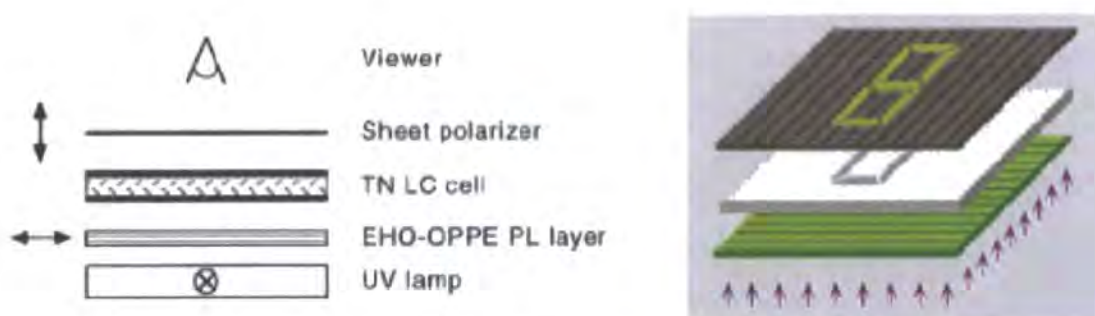 Viewer
Sheet polarizer
TN LC cell
EHO-OPPE PL layer
UV lamp